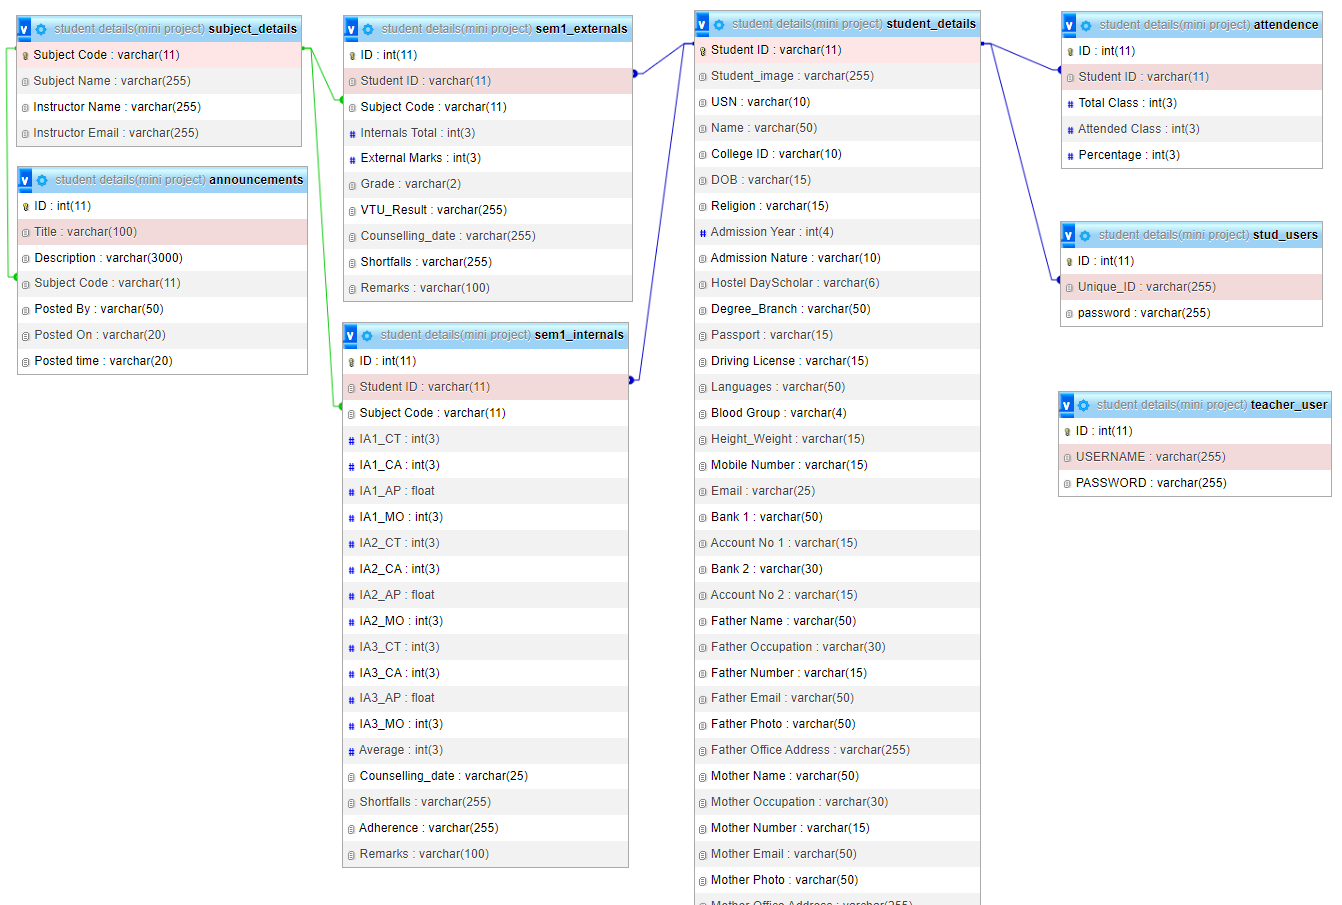 student details(mini project) subject_details
Subject Code : varchar(11)
Subject Name : varchar(255)
Instructor Name : varchar(255)
Instructor Email : varchar(255)
student details(mini project) announcements
ID : int(11)
Title : varchar(100)
Description : varchar(3000)
Subject Code : varchar(11)
Posted By : varchar(50)
Posted On : varchar(20)
Posted time : varchar(20)
student details(mini project) sem1_externals
ID : int(11)
Student ID : varchar(11)
Subject Code : varchar(11)
# Internals Total : int(3)
# External Marks : int(3)
Grade : varchar(2)
VTU_Result : varchar(255)
Counselling_date : varchar(255)
Shortfalls : varchar(255)
Remarks : varchar(100)
student details(mini project) sem1_internals
ID : int(11)
Student ID : varchar(11)
Subject Code : varchar(11)
# IA1_CT : int(3)
# IA1_CA : int(3)
# IA1_AP : float
# IA1_MO : int(3)
# IA2_CT : int(3)
# IA2_CA : int(3)
# IA2_AP : float
# IA2_MO : int(3)
# IA3_CT : int(3)
# IA3_CA : int(3)
# IA3_AP : float
# IA3_MO : int(3)
# Average : int(3)
Counselling_date : varchar(25)
Shortfalls : varchar(255)
Adherence : varchar(255)
Remarks : varchar(100)
student details(mini project) student_details
Student ID : varchar(11)
Student_image : varchar(255)
USN : varchar(10)
Name : varchar(50)
College ID : varchar(10)
DOB : varchar(15)
Religion : varchar(15)
# Admission Year : int(4)
Admission Nature : varchar(10)
Hostel DayScholar : varchar(6)
Degree_Branch : varchar(50)
Passport : varchar(15)
Driving License : varchar(15)
Languages : varchar(50)
Blood Group : varchar(4)
Height_Weight : varchar(15)
Mobile Number : varchar(15)
Email : varchar(25)
Bank 1 : varchar(50)
Account No 1 : varchar(15)
Bank 2 : varchar(30)
Account No 2 : varchar(15)
Father Name : varchar(50)
Father Occupation : varchar(30)
Father Number : varchar(15)
Father Email : varchar(50)
Father Photo : varchar(50)
Father Office Address : varchar(255)
Mother Name : varchar(50)
Mother Occupation : varchar(30)
Mother Number : varchar(15)
Mother Email : varchar(50)
Mother Photo : varchar(50)
Mother Office Address : varchar(255)
student details(mini project) attendence
ID : int(11)
Student ID : varchar(11)
# Total Class : int(3)
# Attended Class : int(3)
# Percentage : int(3)
student details(mini project) stud_users
ID : int(11)
Unique_ID : varchar(255)
password : varchar(255)
student details(mini project) teacher_user
ID : int(11)
USERNAME : varchar(255)
PASSWORD : varchar(255)